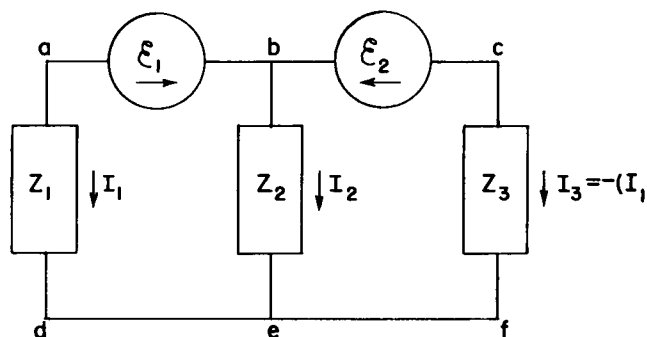 a b c
ℰ₁ ℰ₂
Z₁ I₁ Z₂ I₂ Z₃ I₃=-(I₁
d e f